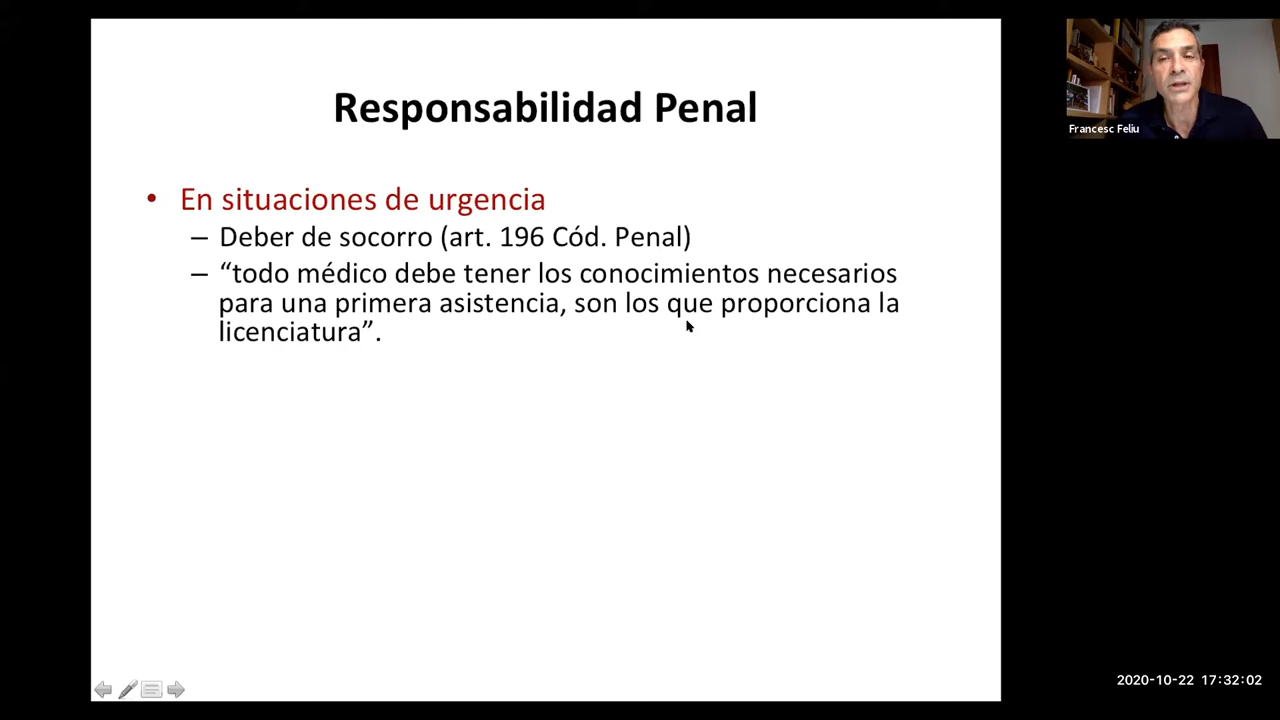 Responsabilidad Penal
• En situaciones de urgencia
– Deber de socorro (art. 196 Cód. Penal)
– “todo médico debe tener los conocimientos necesarios
para una primera asistencia, son los que proporciona la
licenciatura”.
Francesc Feliu
2020-10-22 17:32:02